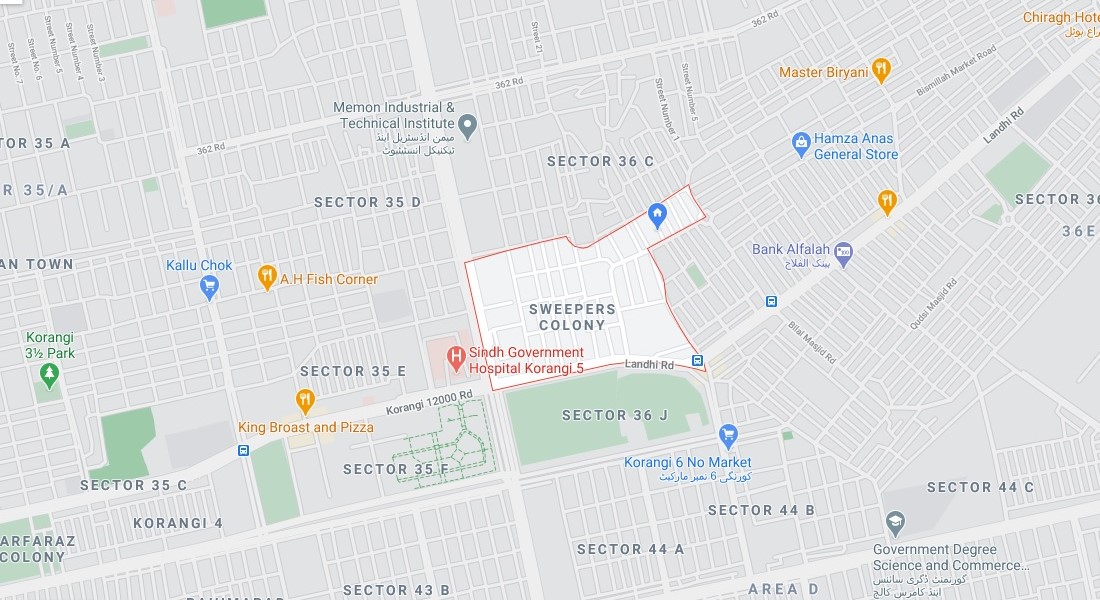 362 Rd
Street 21
Street Number 3
Street Number 4
Street Number 5
Street No. 6
Street No. 7
Chiragh Hote
Master Biryani
Bismillah Market Road
Street Number 5
Street Number 1
362 Rd
Memon Industrial &
Technical Institute
میمن انڈسٹریل اینڈ
ٹیکنیکل انسٹیٹیوٹ
Landhi Rd
Hamza Anas
General Store
TOR 35 A
362 Rd
SECTOR 36 C
R 35/A
SECTOR 35 D
SECTOR 36
36E
Bank Alfalah
بینک الفلاح
AN TOWN
Kallu Chok
A.H Fish Corner
SWEEPERS
COLONY
Qudsi Masjid Rd
Bilal Masjid Rd
Korangi
3½ Park
Sindh Government
Hospital Korangi 5
Landhi Rd
SECTOR 35 E
Korangi 12000 Rd
King Broast and Pizza
SECTOR 36 J
SECTOR 35 F
Korangi 6 No Market
کورنگی 6 نمبر مارکیٹ
SECTOR 35 C
SECTOR 44 C
KORANGI 4
SECTOR 44 B
ARFARAZ
COLONY
SECTOR 44 A
Government Degree
Science and Commerce...
گورنمنٹ ڈگری سائنس
اینڈ کامرس کالج
SECTOR 43 B
AREA D